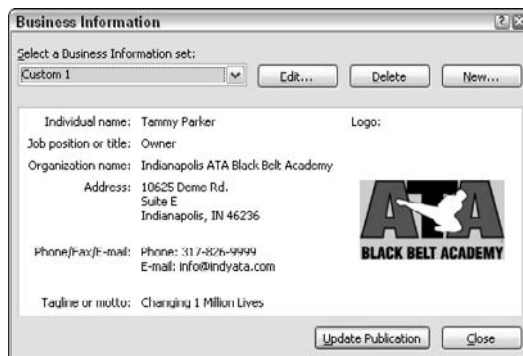 Business Information
Select a Business Information set:
Custom 1
Edit...
Delete
New...
Individual name: Tammy Parker
Logo:
Job position or title: Owner
Organization name: Indianapolis ATA Black Belt Academy
Address: 10625 Deme Rd.
Suite E
Indianapolis, IN 46236
ATA
BLACK BELT ACADEMY
Phone/Fax/E-mail: Phone: 317-826-9999
E-mail: info@indyata.com
Tagline or motto: Changing 1 Million Lives
Update Publication
Close